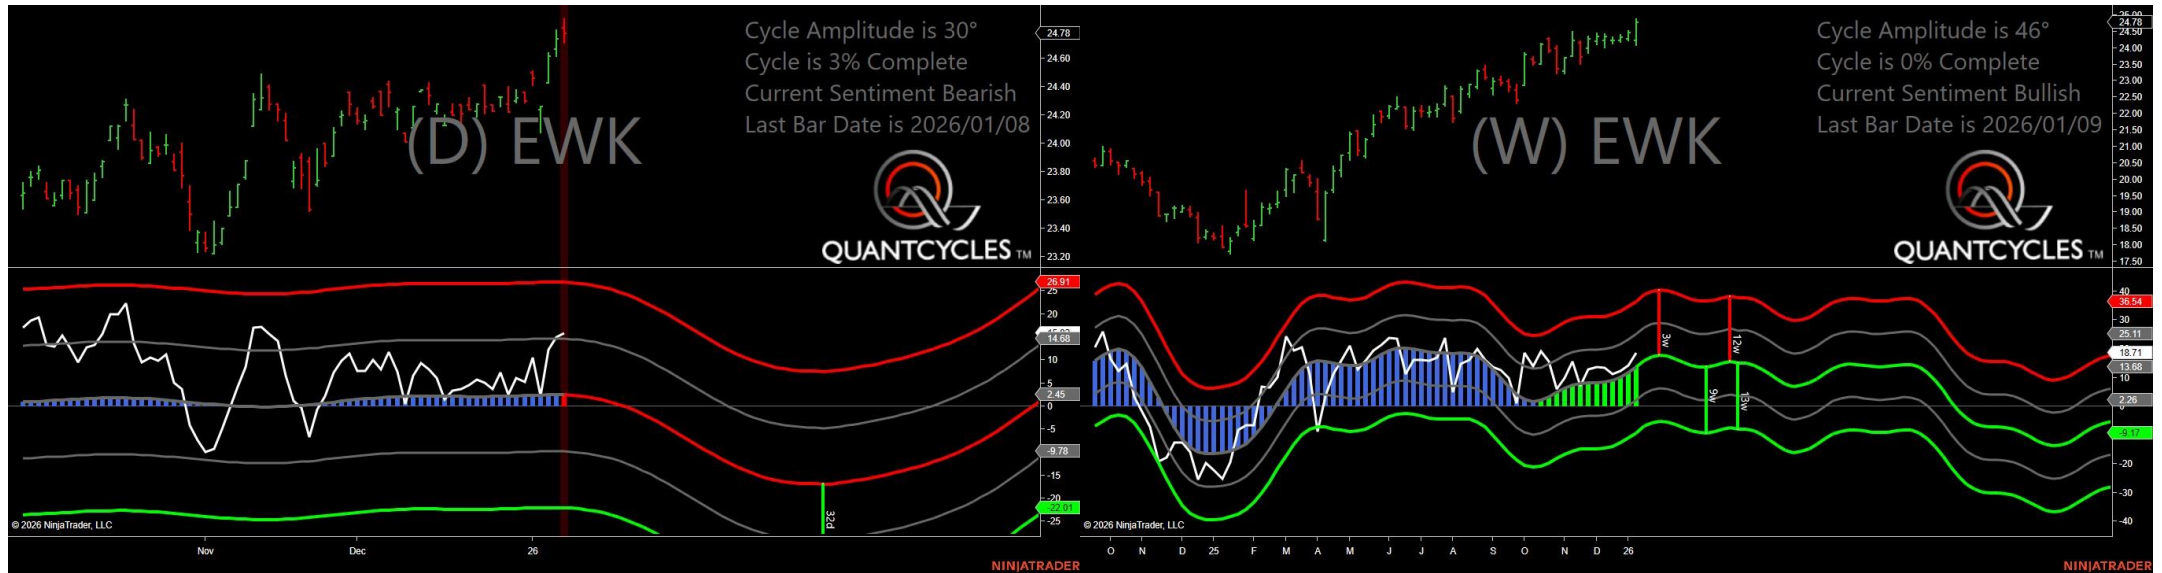 Cycle Amplitude is 30°
Cycle is 3% Complete
Current Sentiment Bearish
Last Bar Date is 2026/01/08
(D) EWK
QUANTCYCLES TM
24.78
24.60
24.40
24.20
24.00
23.80
23.60
23.40
23.20
26.91
25
20
14.68
10
5
2.45
0
-5
-9.78
-15
-20
-22.01
-25
32d
© 2026 NinjaTrader, LLC
Nov
Dec
26
NINJATRADER
Cycle Amplitude is 46°
Cycle is 0% Complete
Current Sentiment Bullish
Last Bar Date is 2026/01/09
(W) EWK
QUANTCYCLES TM
25.00
24.78
24.50
24.00
23.50
23.00
22.50
22.00
21.50
21.00
20.50
20.00
19.50
19.00
18.50
18.00
17.50
40
36.54
30
25.11
18.71
13.68
10
2.26
0
-9.17
-20
-30
-40
3w
12w
9w
13w
© 2026 NinjaTrader, LLC
O N D 25 F M A M J J A S O N D 26
NINJATRADER